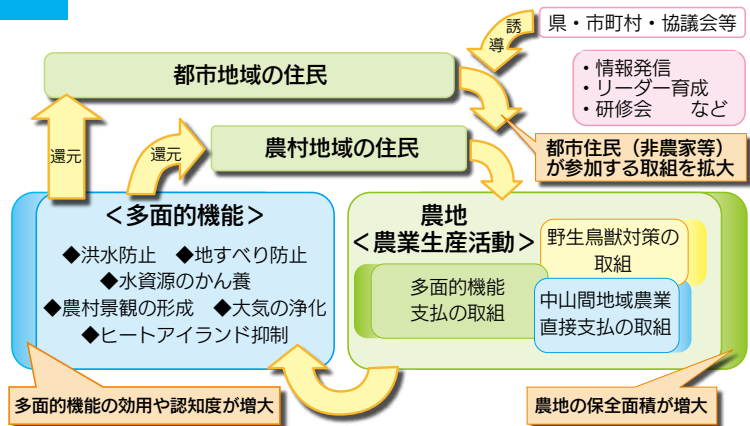 県・市町村・協議会等
誘
導
・情報発信
・リーダー育成
・研修会　　など
都市地域の住民
還元
還元
農村地域の住民
都市住民（非農家等）
が参加する取組を拡大
＜多面的機能＞
◆洪水防止　◆地すべり防止
◆水資源のかん養
◆農村景観の形成　◆大気の浄化
◆ヒートアイランド抑制
農地
＜農業生産活動＞
野生鳥獣対策の
取組
多面的機能
支払の取組
中山間地域農業
直接支払の取組
多面的機能の効用や認知度が増大
農地の保全面積が増大